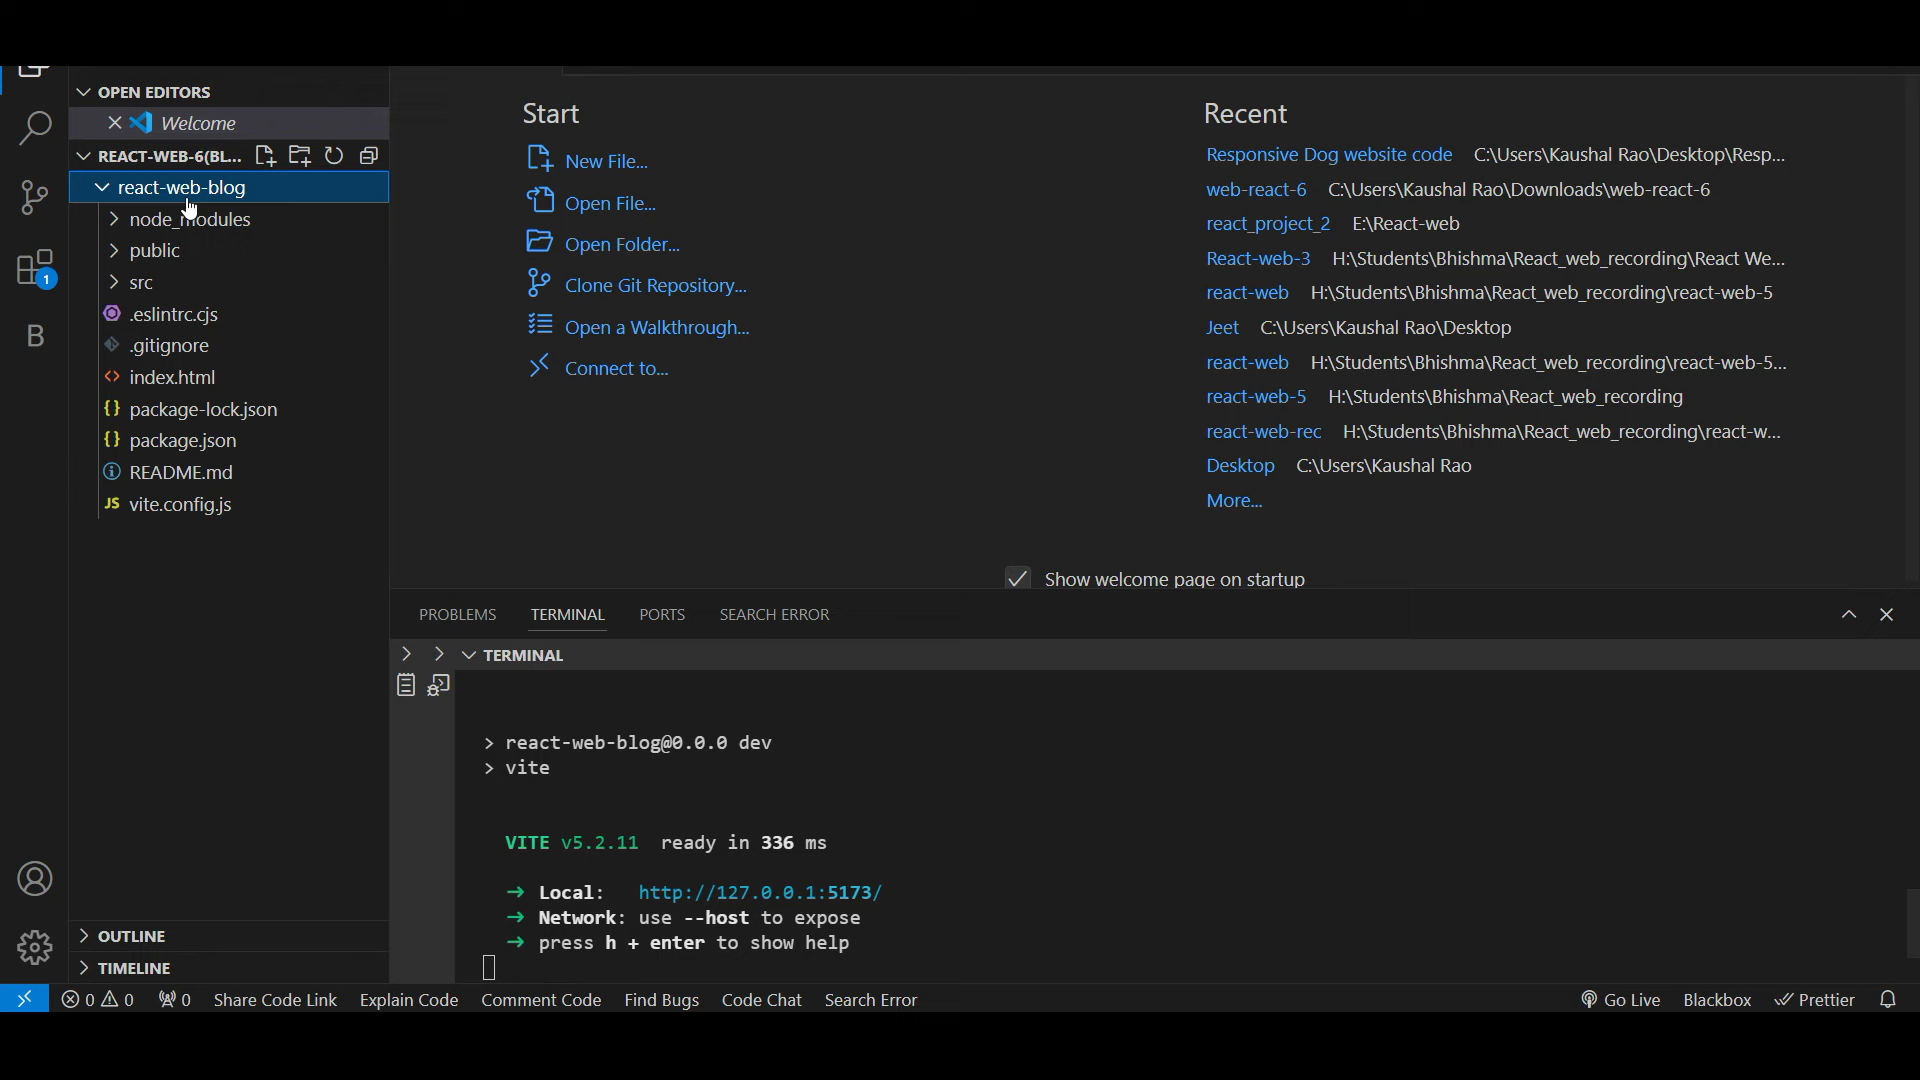 OPEN EDITORS
Welcome
REACT-WEB-6(BL...
react-web-blog
node_modules
public
src
.eslintrc.cjs
.gitignore
index.html
{} package-lock.json
{} package.json
README.md
JS vite.config.js
OUTLINE
TIMELINE
1
B
Start
New File...
Open File...
Open Folder...
Clone Git Repository...
Open a Walkthrough...
Connect to...
Recent
Responsive Dog website code C:\Users\Kaushal Rao\Desktop\Resp...
web-react-6 C:\Users\Kaushal Rao\Downloads\web-react-6
react_project_2 E:\React-web
React-web-3 H:\Students\Bhishma\React_web_recording\React We...
react-web H:\Students\Bhishma\React_web_recording\react-web-5
Jeet C:\Users\Kaushal Rao\Desktop
react-web H:\Students\Bhishma\React_web_recording\react-web-5...
react-web-5 H:\Students\Bhishma\React_web_recording
react-web-rec H:\Students\Bhishma\React_web_recording\react-w...
Desktop C:\Users\Kaushal Rao
More...
Show welcome page on startup
PROBLEMS TERMINAL PORTS SEARCH ERROR
TERMINAL
> react-web-blog@0.0.0 dev
> vite
VITE v5.2.11 ready in 336 ms
➜ Local: http://127.0.0.1:5173/
➜ Network: use --host to expose
➜ press h + enter to show help
0 0 0 Share Code Link Explain Code Comment Code Find Bugs Code Chat Search Error Go Live Blackbox Prettier